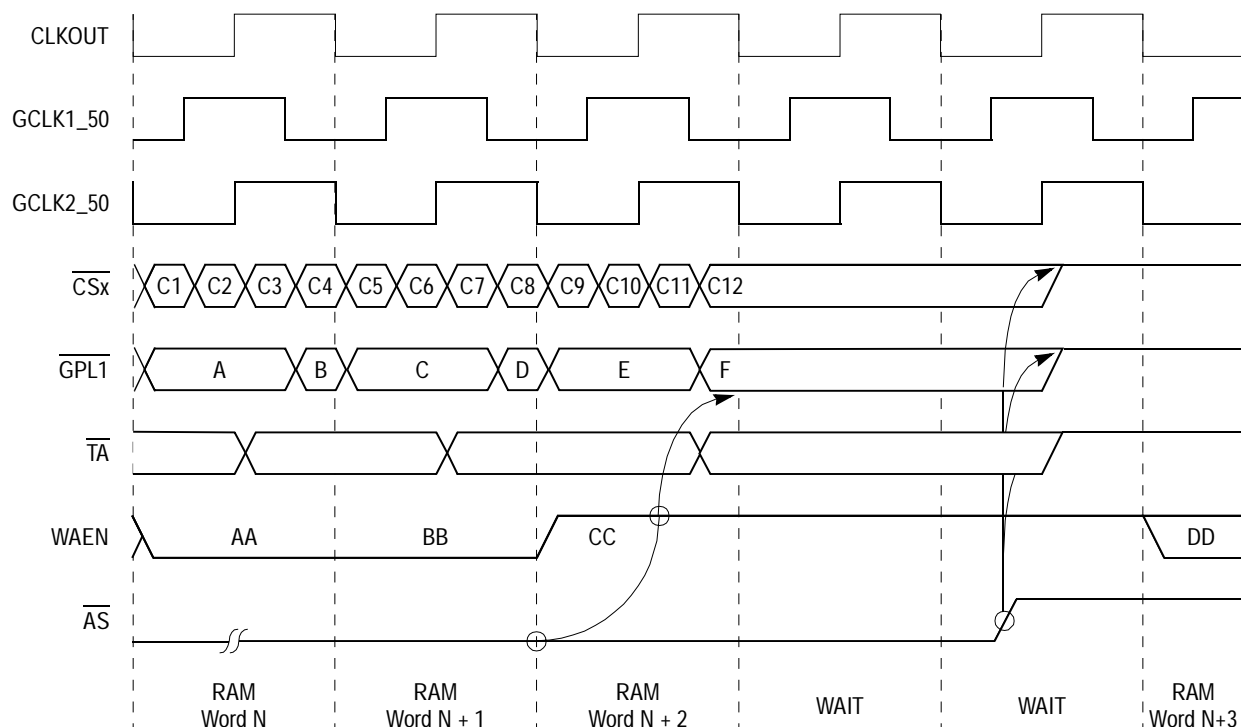 CLKOUT
GCLK1_50
GCLK2_50
CSx C1 C2 C3 C4 C5 C6 C7 C8 C9 C10 C11 C12
GPL1 A B C D E F
TA
WAEN AA BB CC DD
AS
RAM RAM RAM WAIT WAIT RAM
Word N Word N + 1 Word N + 2 Word N+3